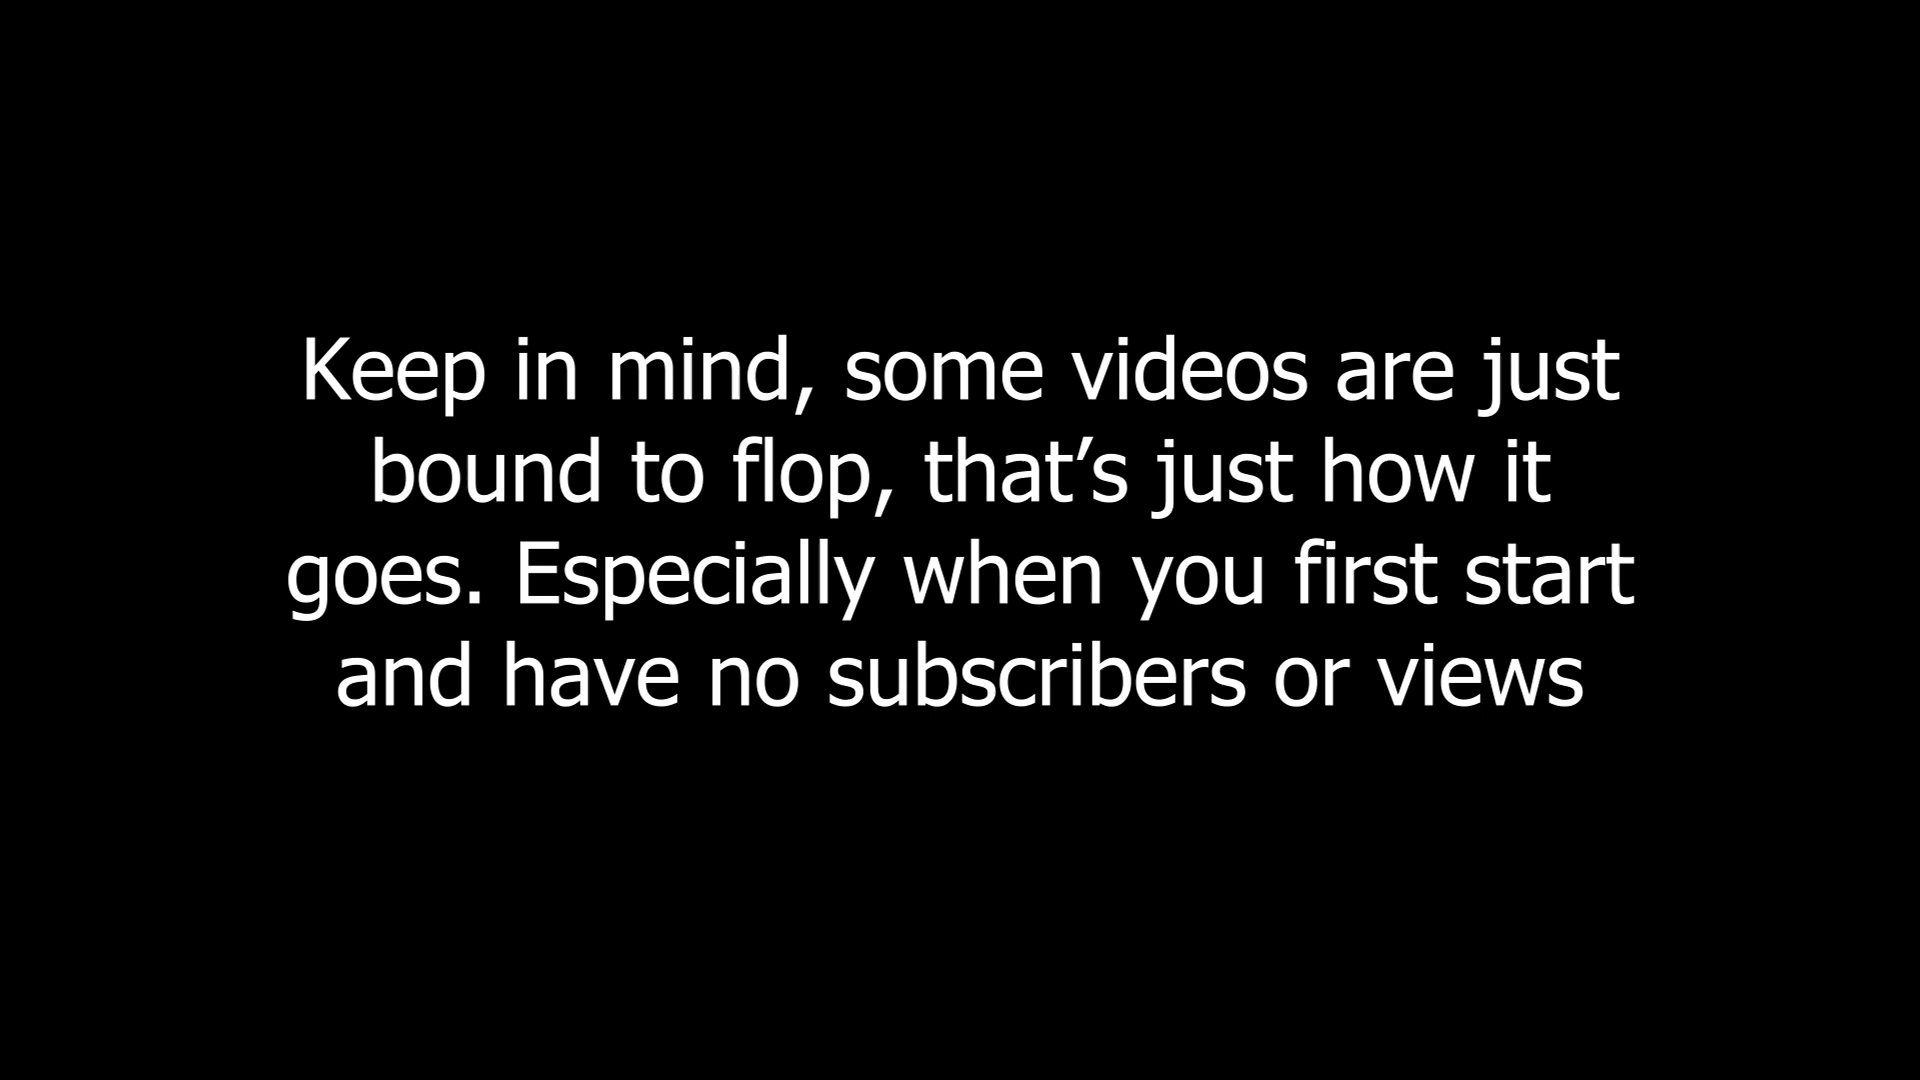 Keep in mind, some videos are just
bound to flop, that’s just how it
goes. Especially when you first start
and have no subscribers or views